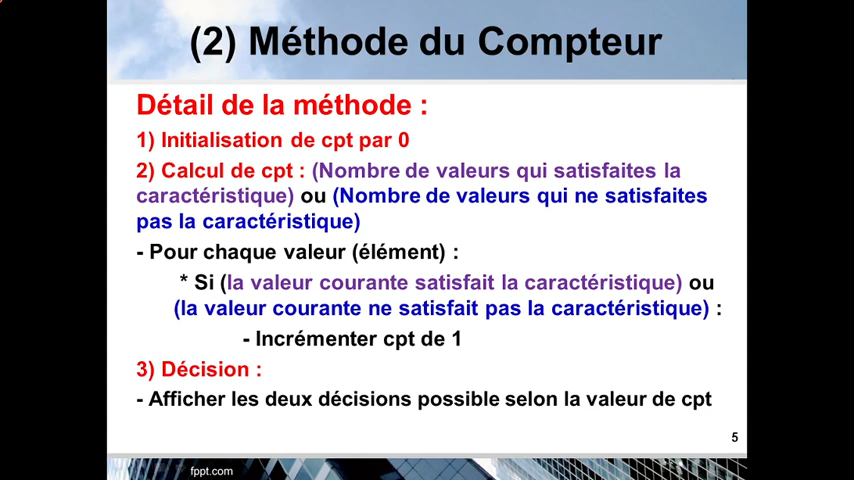 (2) Méthode du Compteur
Détail de la méthode :
1) Initialisation de cpt par 0
2) Calcul de cpt : (Nombre de valeurs qui satisfaites la
caractéristique) ou (Nombre de valeurs qui ne satisfaites
pas la caractéristique)
- Pour chaque valeur (élément) :
* Si (la valeur courante satisfait la caractéristique) ou
(la valeur courante ne satisfait pas la caractéristique) :
- Incrémenter cpt de 1
3) Décision :
- Afficher les deux décisions possible selon la valeur de cpt
5
fppt.com